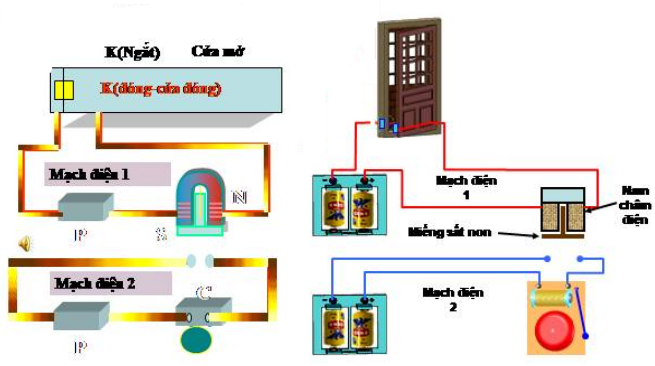 K(Ngắt) Cửa mở
K(đóng-cửa đóng)
Mạch điện 1
N
P
S
Mạch điện 2
C
P
- +
Mạch điện
1
Nam
châm
điện
Miếng sắt non
- +
Mạch điện
2